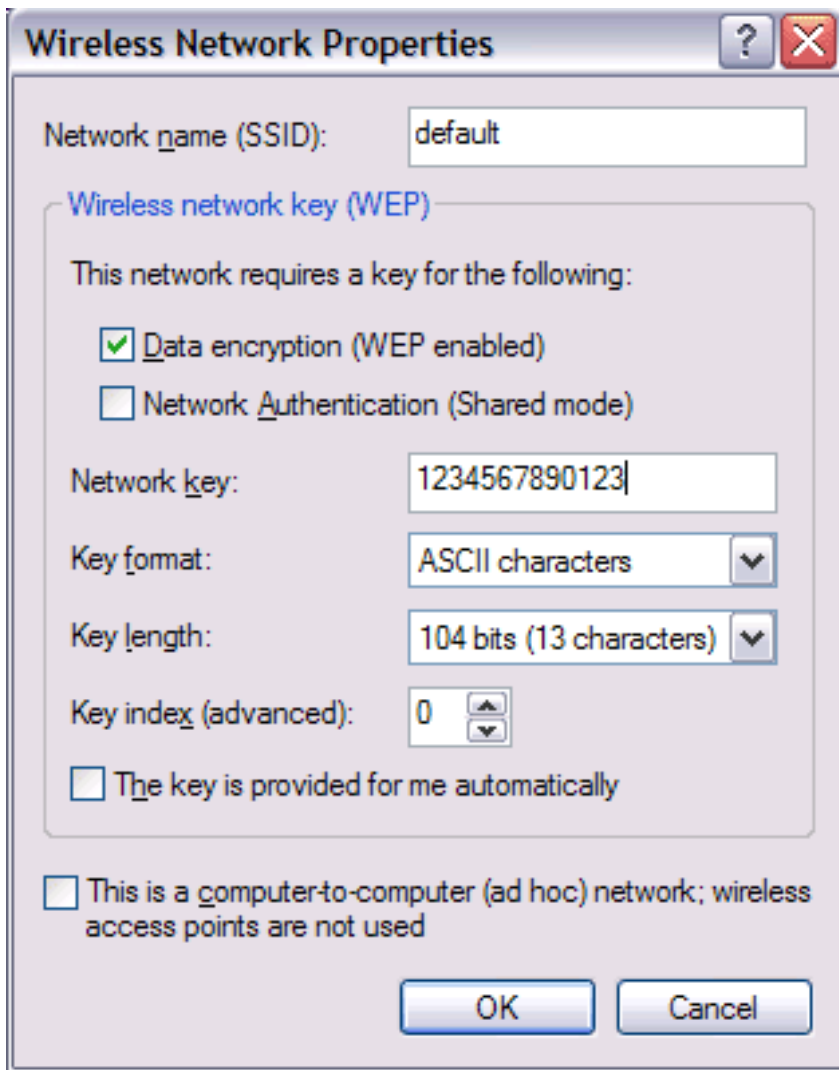 Wireless Network Properties
Network name (SSID): default
Wireless network key (WEP)
This network requires a key for the following:
Data encryption (WEP enabled)
Network Authentication (Shared mode)
Network key: 1234567890123
Key format: ASCII characters
Key length: 104 bits (13 characters)
Key index (advanced): 0
The key is provided for me automatically
This is a computer-to-computer (ad hoc) network; wireless
access points are not used
OK Cancel